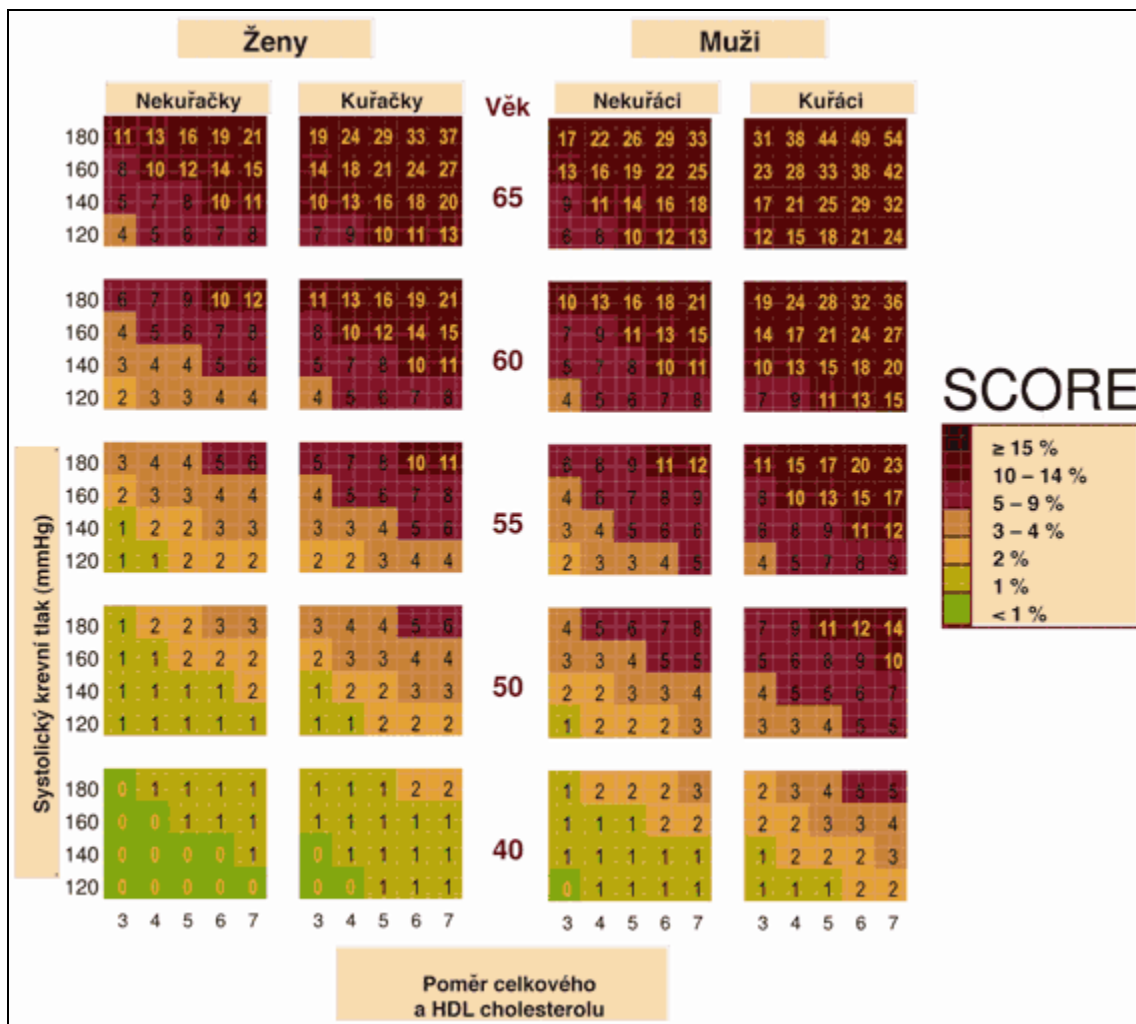 Ženy Muži
Nekuřačky Kuřačky Věk Nekuřáci Kuřáci
180 11 13 16 19 21 19 24 29 33 37 17 22 26 29 33 31 38 44 49 54
160 8 10 12 14 15 14 18 21 24 27 13 16 19 22 25 23 28 33 38 42
65
140 5 7 8 10 11 10 13 16 18 20 9 11 14 16 18 17 21 25 29 32
120 4 5 6 7 8 7 9 10 11 13 6 8 10 12 13 12 15 18 21 24
180 6 7 9 10 12 11 13 16 19 21 10 13 16 18 21 19 24 28 32 36
160 4 5 6 7 8 8 10 12 14 15 7 9 11 13 15 14 17 21 24 27
60
140 3 4 4 5 6 5 7 8 10 11 5 7 8 10 11 10 13 15 18 20
120 2 3 3 4 4 4 5 6 7 8 4 5 6 7 8 7 9 11 13 15
SCORE
≥ 15 %
10 – 14 %
5 – 9 %
3 – 4 %
2 %
1 %
< 1 %
Systolický krevní tlak (mmHg)
180 3 4 4 5 6 5 7 8 10 11 6 8 9 11 12 11 15 17 20 23
160 2 3 3 4 4 4 5 6 7 8 4 6 7 8 9 8 10 13 15 17
55
140 1 2 2 3 3 3 3 4 5 6 3 4 5 6 6 6 8 9 11 12
120 1 1 2 2 2 2 2 3 4 4 2 3 3 4 5 4 5 7 8 9
180 1 2 2 3 3 3 4 4 5 6 4 5 6 7 8 7 9 11 12 14
160 1 1 2 2 2 2 3 3 4 4 3 3 4 5 5 5 6 8 9 10
50
140 1 1 1 1 2 1 2 2 3 3 2 2 3 3 4 4 5 5 6 7
120 1 1 1 1 1 1 1 2 2 2 1 2 2 2 3 3 3 4 5 5
180 0 1 1 1 1 1 1 1 2 2 1 2 2 2 3 2 3 4 5
160 0 0 1 1 1 1 1 1 1 1 1 1 1 2 2 2 2 3 3 4
40
140 0 0 0 0 1 0 1 1 1 1 1 1 1 1 1 1 2 2 2 3
120 0 0 0 0 0 0 0 1 1 1 0 1 1 1 1 1 1 1 2 2
3 4 5 6 7 3 4 5 6 7 3 4 5 6 7 3 4 5 6 7
Poměr celkového
a HDL cholesterolu